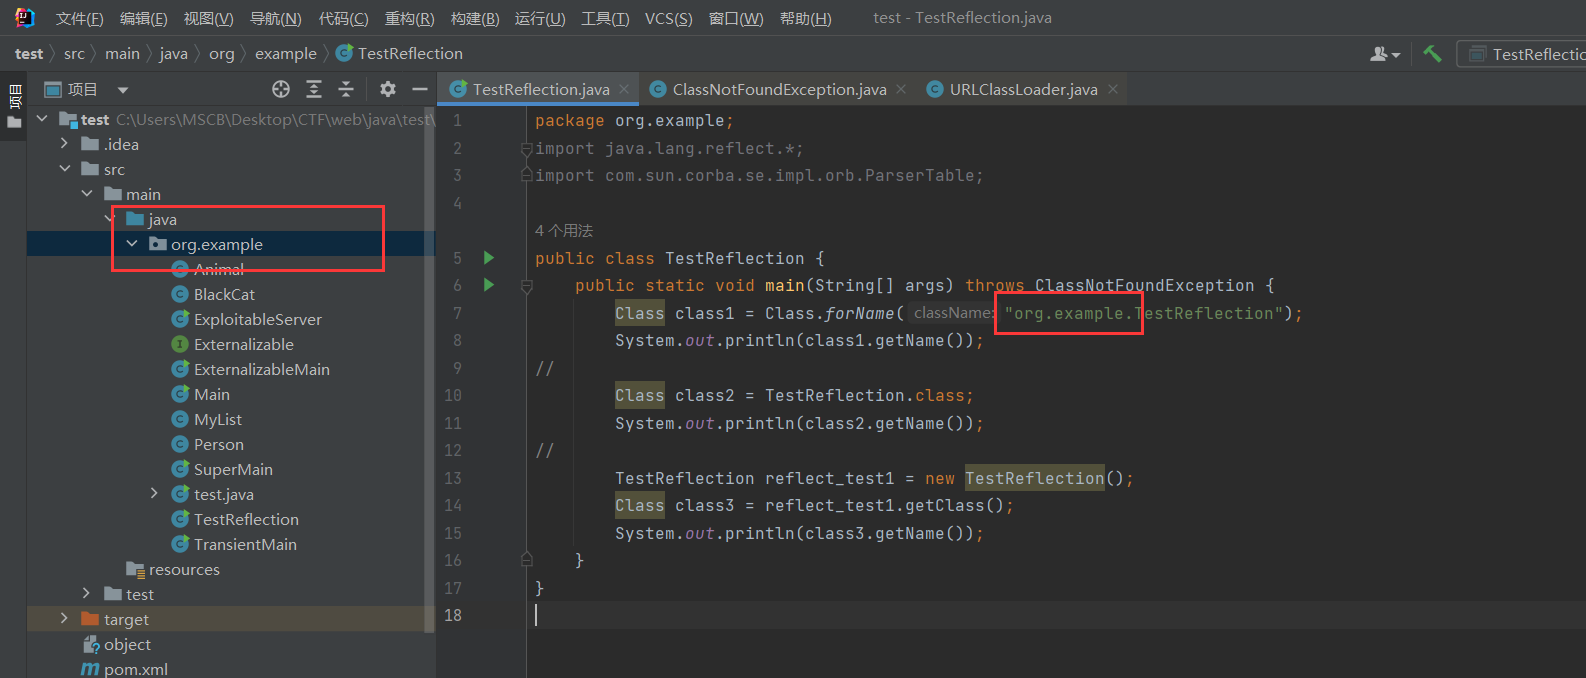 文件(F) 编辑(E) 视图(V) 导航(N) 代码(C) 重构(R) 构建(B) 运行(U) 工具(T) VCS(S) 窗口(W) 帮助(H) test - TestReflection.java
test src main java org example TestReflection TestReflectio
项目
项目
TestReflection.java ClassNotFoundException.java URLClassLoader.java
test C:\Users\MSCB\Desktop\CTF\web\java\test\
.idea
src
main
java
org.example
Animal
BlackCat
ExploitableServer
Externalizable
ExternalizableMain
Main
MyList
Person
SuperMain
test.java
TestReflection
TransientMain
resources
test
target
object
pom.xml
1 package org.example;
2 import java.lang.reflect.*;
3 import com.sun.corba.se.impl.orb.ParserTable;
4
4 个用法
5 public class TestReflection {
6 public static void main(String[] args) throws ClassNotFoundException {
7 Class class1 = Class.forName( className: "org.example.TestReflection");
8 System.out.println(class1.getName());
9 //
10 Class class2 = TestReflection.class;
11 System.out.println(class2.getName());
12 //
13 TestReflection reflect_test1 = new TestReflection();
14 Class class3 = reflect_test1.getClass();
15 System.out.println(class3.getName());
16 }
17 }
18